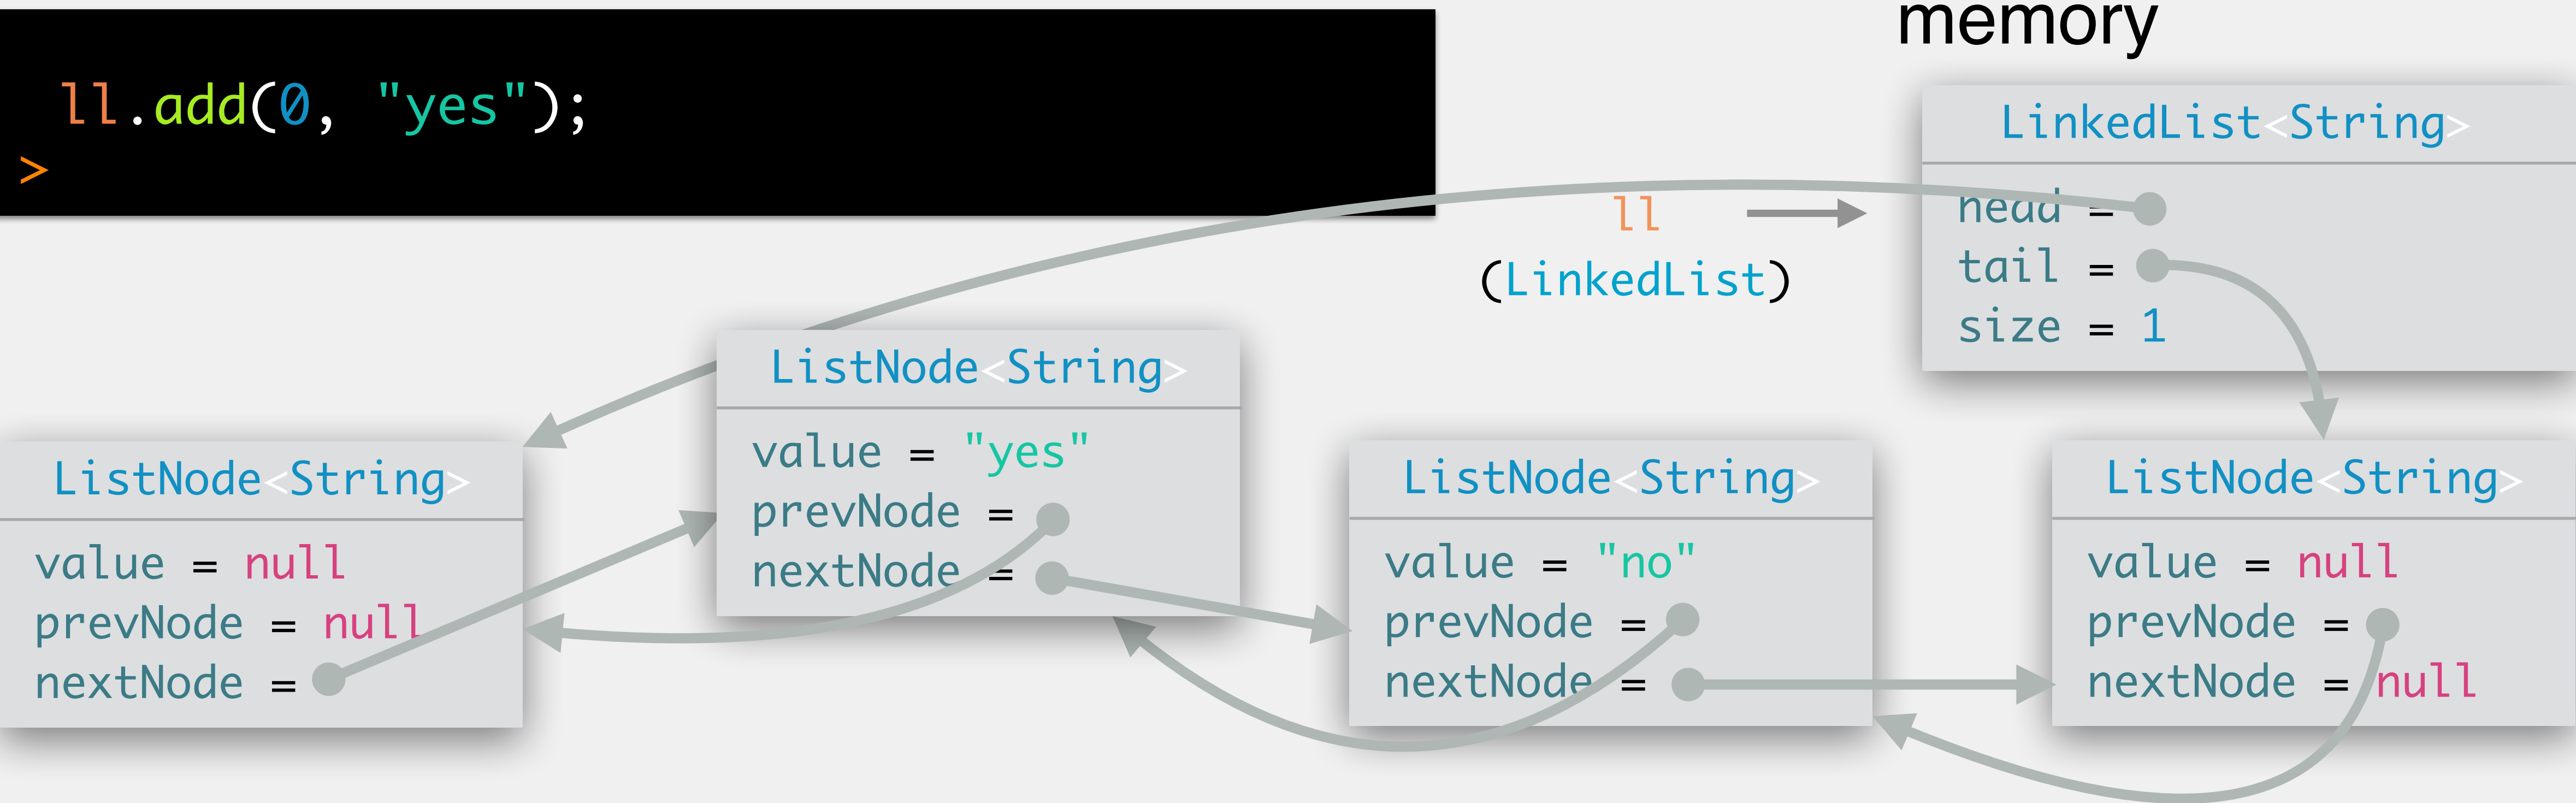 memory
ll.add(0, "yes");
>
LinkedList<String>
head =
tail =
size = 1
ll
(LinkedList)
ListNode<String>
value = "yes"
prevNode =
nextNode =
ListNode<String>
value = null
prevNode = null
nextNode =
ListNode<String>
value = "no"
prevNode =
nextNode =
ListNode<String>
value = null
prevNode =
nextNode = null